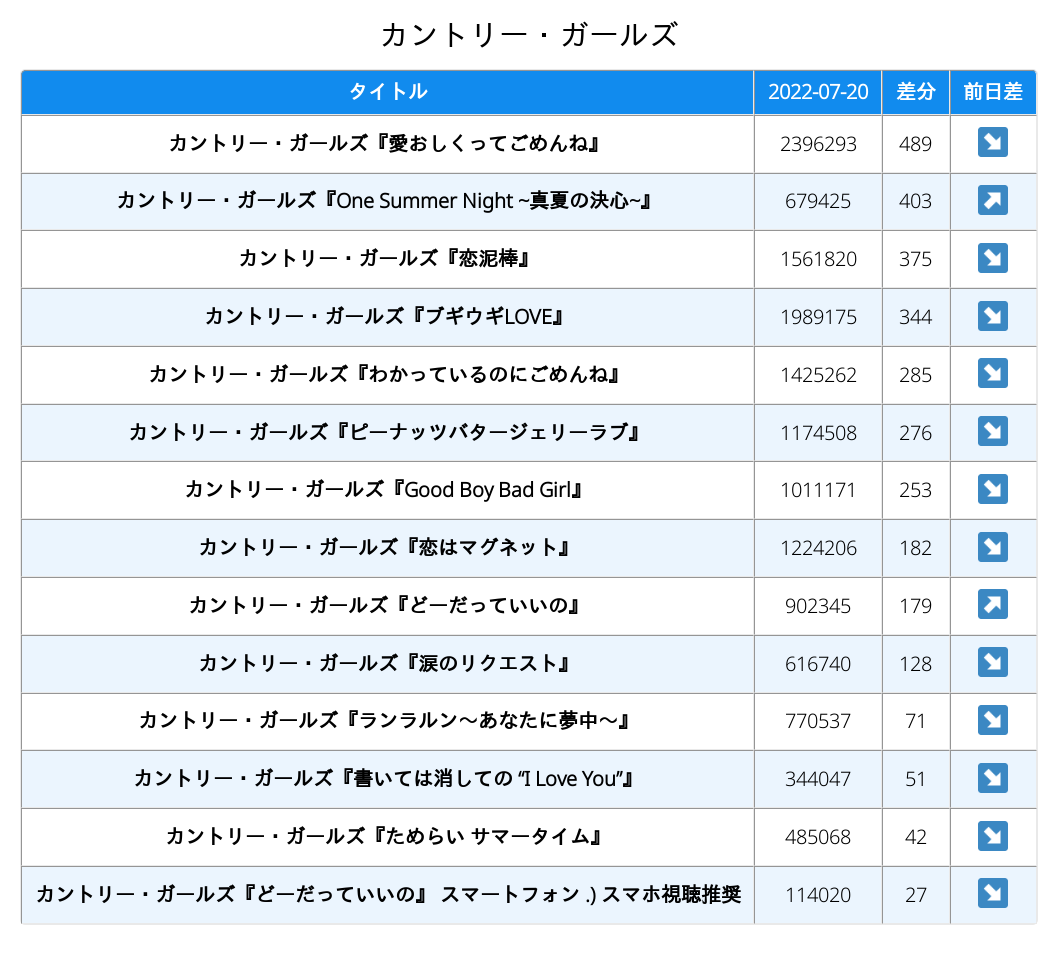 カントリー・ガールズ
タイトル 2022-07-20 差分 前日差
カントリー・ガールズ『愛おしくってごめんね』 2396293 489
カントリー・ガールズ『One Summer Night ~真夏の決心~』 679425 403
カントリー・ガールズ『恋泥棒』 1561820 375
カントリー・ガールズ『ブギウギLOVE』 1989175 344
カントリー・ガールズ『わかっているのにごめんね』 1425262 285
カントリー・ガールズ『ピーナッツバタージェリーラブ』 1174508 276
カントリー・ガールズ『Good Boy Bad Girl』 1011171 253
カントリー・ガールズ『恋はマグネット』 1224206 182
カントリー・ガールズ『どーだっていいの』 902345 179
カントリー・ガールズ『涙のリクエスト』 616740 128
カントリー・ガールズ『ランラルン～あなたに夢中～』 770537 71
カントリー・ガールズ『書いては消しての “I Love You”』 344047 51
カントリー・ガールズ『ためらい サマータイム』 485068 42
カントリー・ガールズ『どーだっていいの』 スマートフォン .) スマホ視聴推奨 114020 27